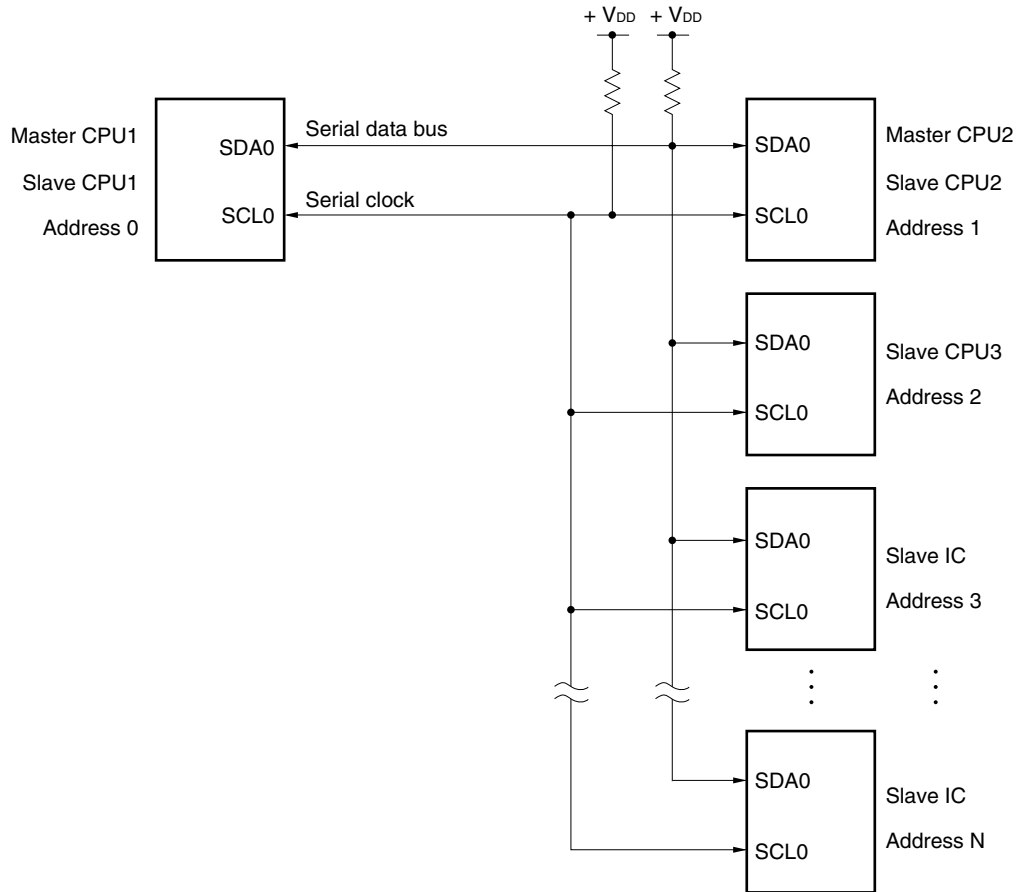 + VDD
+ VDD
Master CPU1
Slave CPU1
Address 0
SDA0
SCL0
Serial data bus
Serial clock
SDA0
SCL0
Master CPU2
Slave CPU2
Address 1
SDA0
SCL0
Slave CPU3
Address 2
SDA0
SCL0
Slave IC
Address 3
SDA0
SCL0
Slave IC
Address N